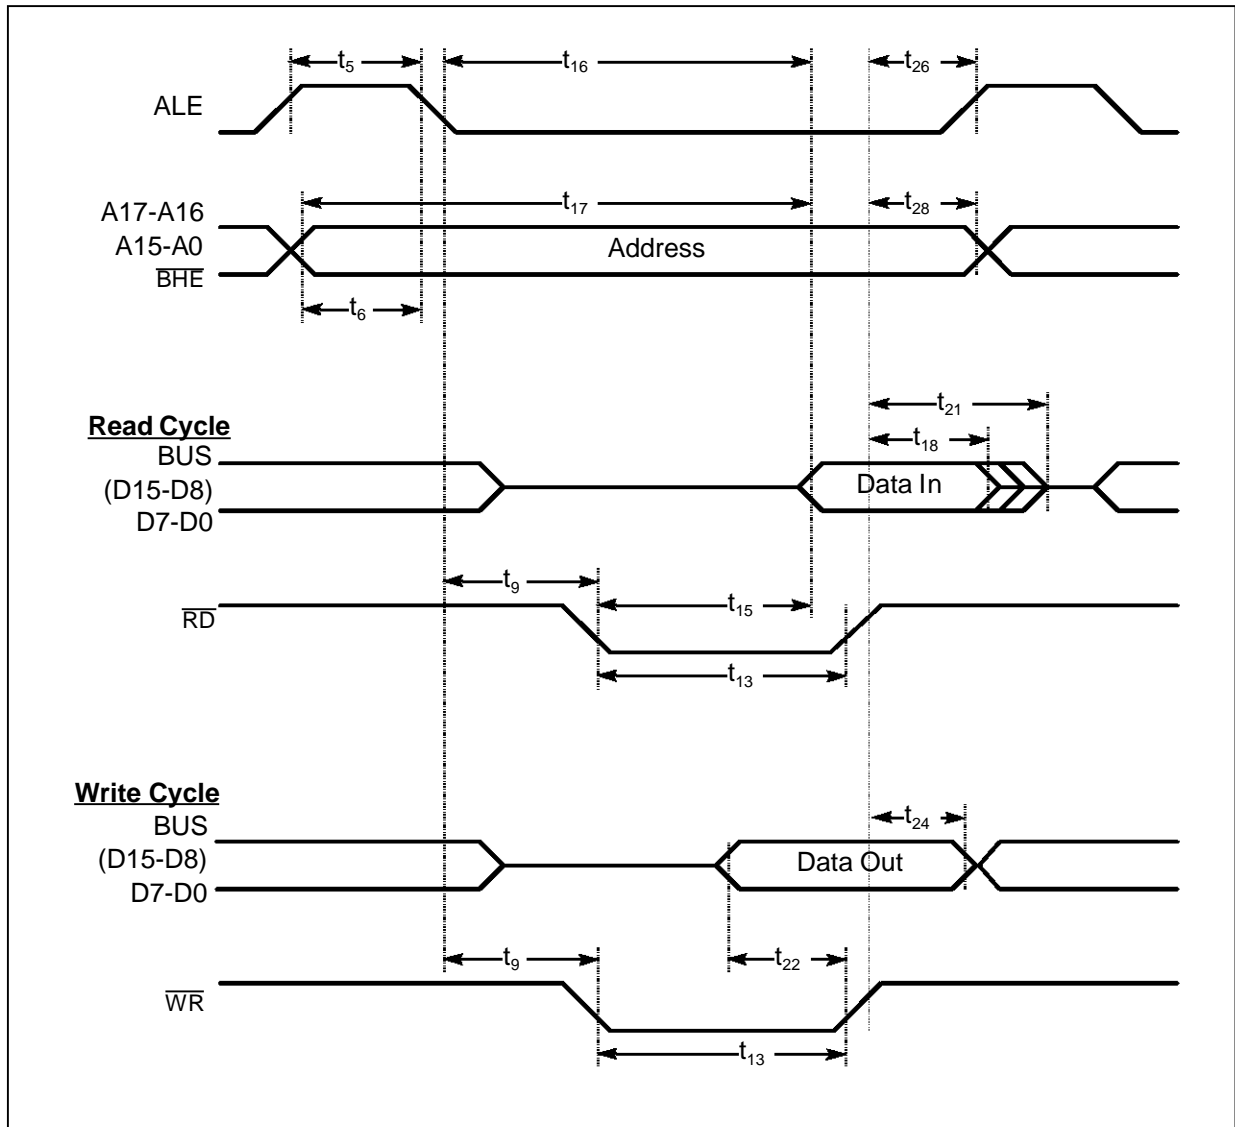 t5
t16
t26
ALE
A17-A16
t17
t28
A15-A0
Address
BHE
t6
t21
Read Cycle
t18
BUS
(D15-D8)
Data In
D7-D0
t9
RD
t15
t13
Write Cycle
BUS
t24
(D15-D8)
Data Out
D7-D0
t9
t22
WR
t13